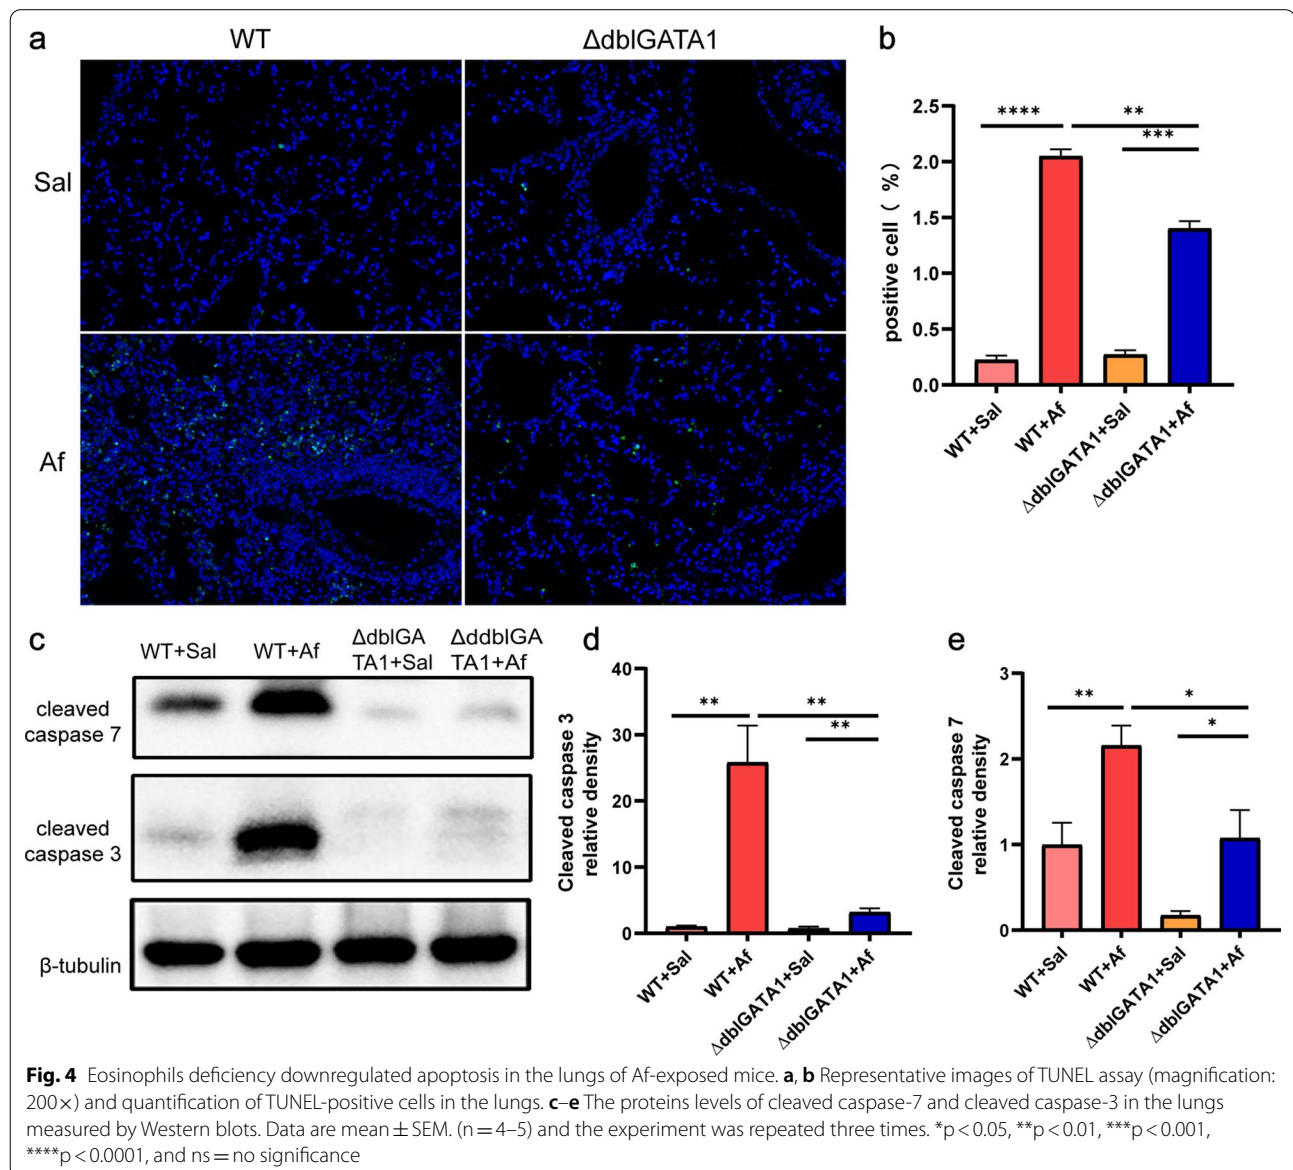 a
WT
ΔdblGATA1
Sal
Af
b
positive cell ( %)
2.5
2.0
1.5
1.0
0.5
0.0
****
**
***
WT+Sal
WT+Af
ΔdblGATA1+Sal
ΔdblGATA1+Af
c
WT+Sal
WT+Af
ΔdblGA
TA1+Sal
ΔddblGA
TA1+Af
cleaved
caspase 7
cleaved
caspase 3
β-tubulin
d
Cleaved caspase 3
relative density
40
30
20
10
0
**
**
**
WT+Sal
WT+Af
ΔdblGATA1+Sal
ΔdblGATA1+Af
e
Cleaved caspase 7
relative density
3
2
1
0
**
*
*
WT+Sal
WT+Af
ΔdblGATA1+Sal
ΔdblGATA1+Af
Fig. 4 Eosinophils deficiency downregulated apoptosis in the lungs of Af-exposed mice. a, b Representative images of TUNEL assay (magnification:
200×) and quantification of TUNEL-positive cells in the lungs. c–e The proteins levels of cleaved caspase-7 and cleaved caspase-3 in the lungs
measured by Western blots. Data are mean ± SEM. (n = 4–5) and the experiment was repeated three times. *p < 0.05, **p < 0.01, ***p < 0.001,
****p < 0.0001, and ns = no significance